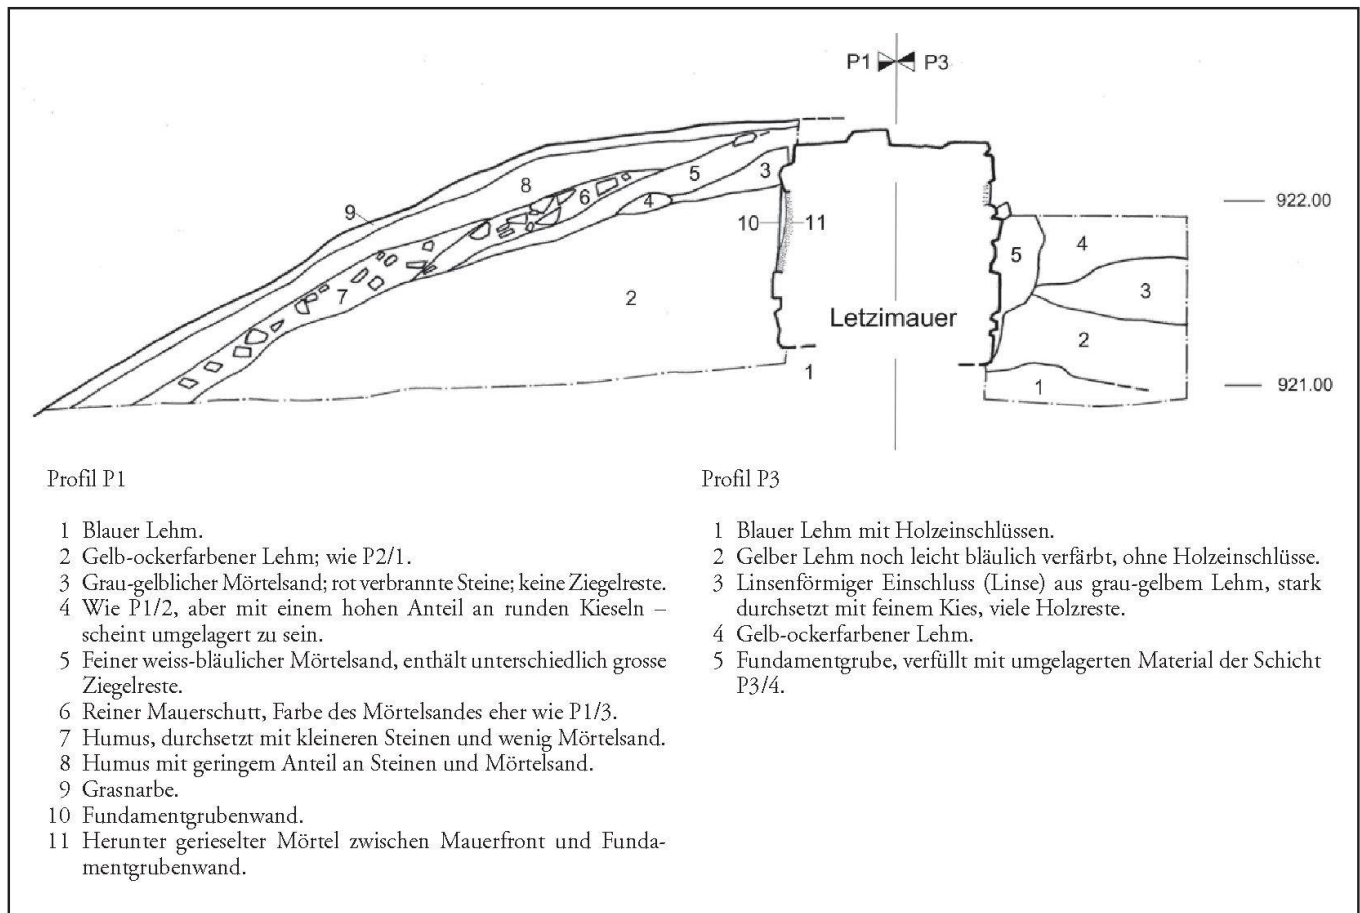 P1 P3
9
8
7
6
5
4
3
2
10
11
1
Letzimauer
5
4
3
2
1
922.00
921.00
Profil P1
1 Blauer Lehm.
2 Gelb-ockerfarbener Lehm; wie P2/1.
3 Grau-gelblicher Mörtelsand; rot verbrannte Steine; keine Ziegelreste.
4 Wie P1/2, aber mit einem hohen Anteil an runden Kieseln –
scheint umgelagert zu sein.
5 Feiner weiss-bläulicher Mörtelsand, enthält unterschiedlich grosse
Ziegelreste.
6 Reiner Mauerschutt, Farbe des Mörtelsandes eher wie P1/3.
7 Humus, durchsetzt mit kleineren Steinen und wenig Mörtelsand.
8 Humus mit geringem Anteil an Steinen und Mörtelsand.
9 Grasnarbe.
10 Fundamentgrubenwand.
11 Herunter gerieselter Mörtel zwischen Mauerfront und Funda-
mentgrubenwand.
Profil P3
1 Blauer Lehm mit Holzeinschlüssen.
2 Gelber Lehm noch leicht bläulich verfärbt, ohne Holzeinschlüsse.
3 Linsenförmiger Einschluss (Linse) aus grau-gelbem Lehm, stark
durchsetzt mit feinem Kies, viele Holzreste.
4 Gelb-ockerfarbener Lehm.
5 Fundamentgrube, verfüllt mit umgelagerten Material der Schicht
P3/4.